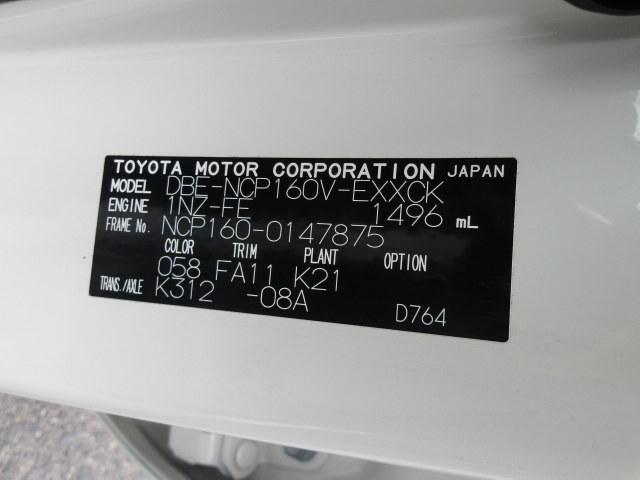 TOYOTA MOTOR CORPORATION JAPAN
MODEL DBE-NCP160V-EXXCK
ENGINE 1NZ-FE 1496 mL
FRAME No. NCP160-0147875
COLOR TRIM PLANT OPTION
058 FA11 K21
TRANS./AXLE K312 -08A
D764